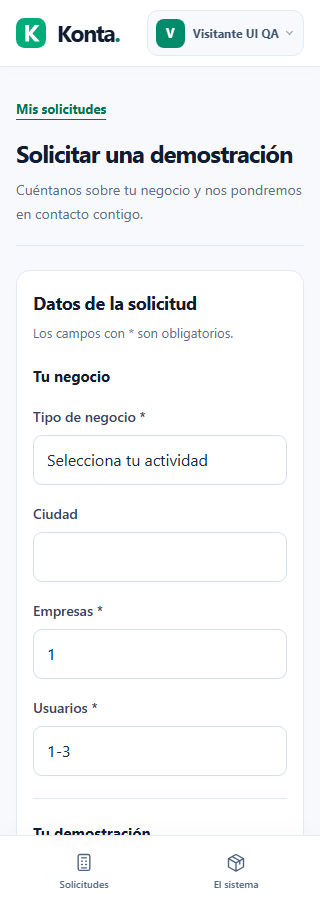 K Konta.
V Visitante UI QA
Mis solicitudes
Solicitar una demostración
Cuéntanos sobre tu negocio y nos pondremos
en contacto contigo.
Datos de la solicitud
Los campos con * son obligatorios.
Tu negocio
Tipo de negocio *
Selecciona tu actividad
Ciudad
Empresas *
1
Usuarios *
1-3
Tu demostración
Solicitudes
El sistema